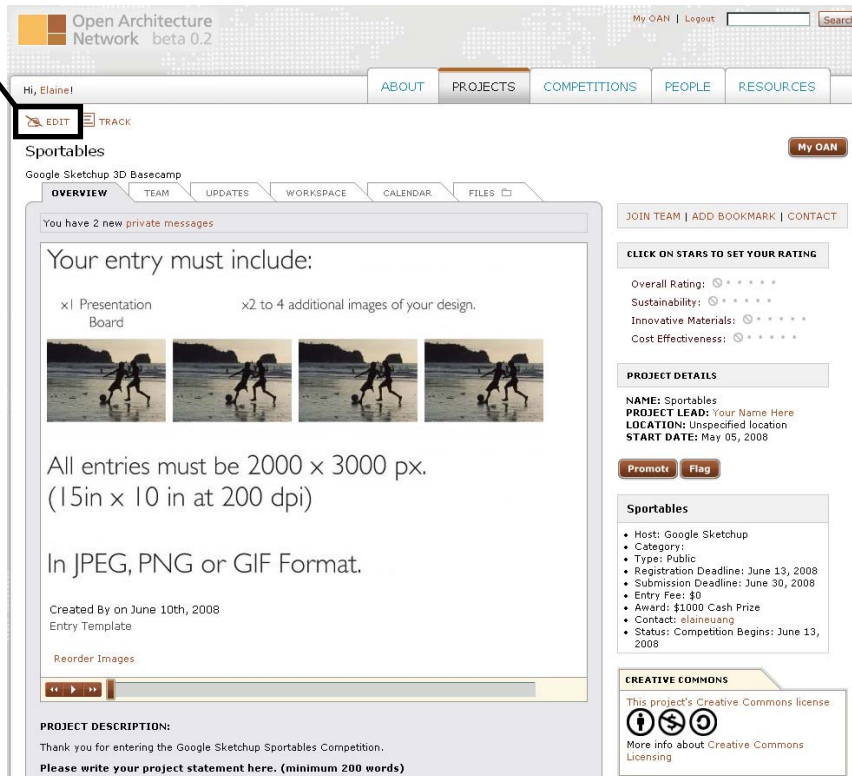 Open Architecture
Network beta 0.2
My OAN | Logout
Search
Hi, Elaine!
ABOUT PROJECTS COMPETITIONS PEOPLE RESOURCES
EDIT TRACK
Sportables
My OAN
Google Sketchup 3D Basecamp
OVERVIEW TEAM UPDATES WORKSPACE CALENDAR FILES
You have 2 new private messages
Your entry must include:
x1 Presentation
Board
x2 to 4 additional images of your design.
All entries must be 2000 x 3000 px.
(15in x 10 in at 200 dpi)
In JPEG, PNG or GIF Format.
Created By on June 10th, 2008
Entry Template
Reorder Images
PROJECT DESCRIPTION:
Thank you for entering the Google Sketchup Sportables Competition.
Please write your project statement here. (minimum 200 words)
JOIN TEAM | ADD BOOKMARK | CONTACT
CLICK ON STARS TO SET YOUR RATING
Overall Rating:
Sustainability:
Innovative Materials:
Cost Effectiveness:
PROJECT DETAILS
NAME: Sportables
PROJECT LEAD: Your Name Here
LOCATION: Unspecified location
START DATE: May 05, 2008
Promote Flag
Sportables
• Host: Google Sketchup
• Category:
• Type: Public
• Registration Deadline: June 13, 2008
• Submission Deadline: June 30, 2008
• Entry Fee: $0
• Award: $1000 Cash Prize
• Contact: elaineuang
• Status: Competition Begins: June 13,
2008
CREATIVE COMMONS
This project's Creative Commons license
More info about Creative Commons
Licensing